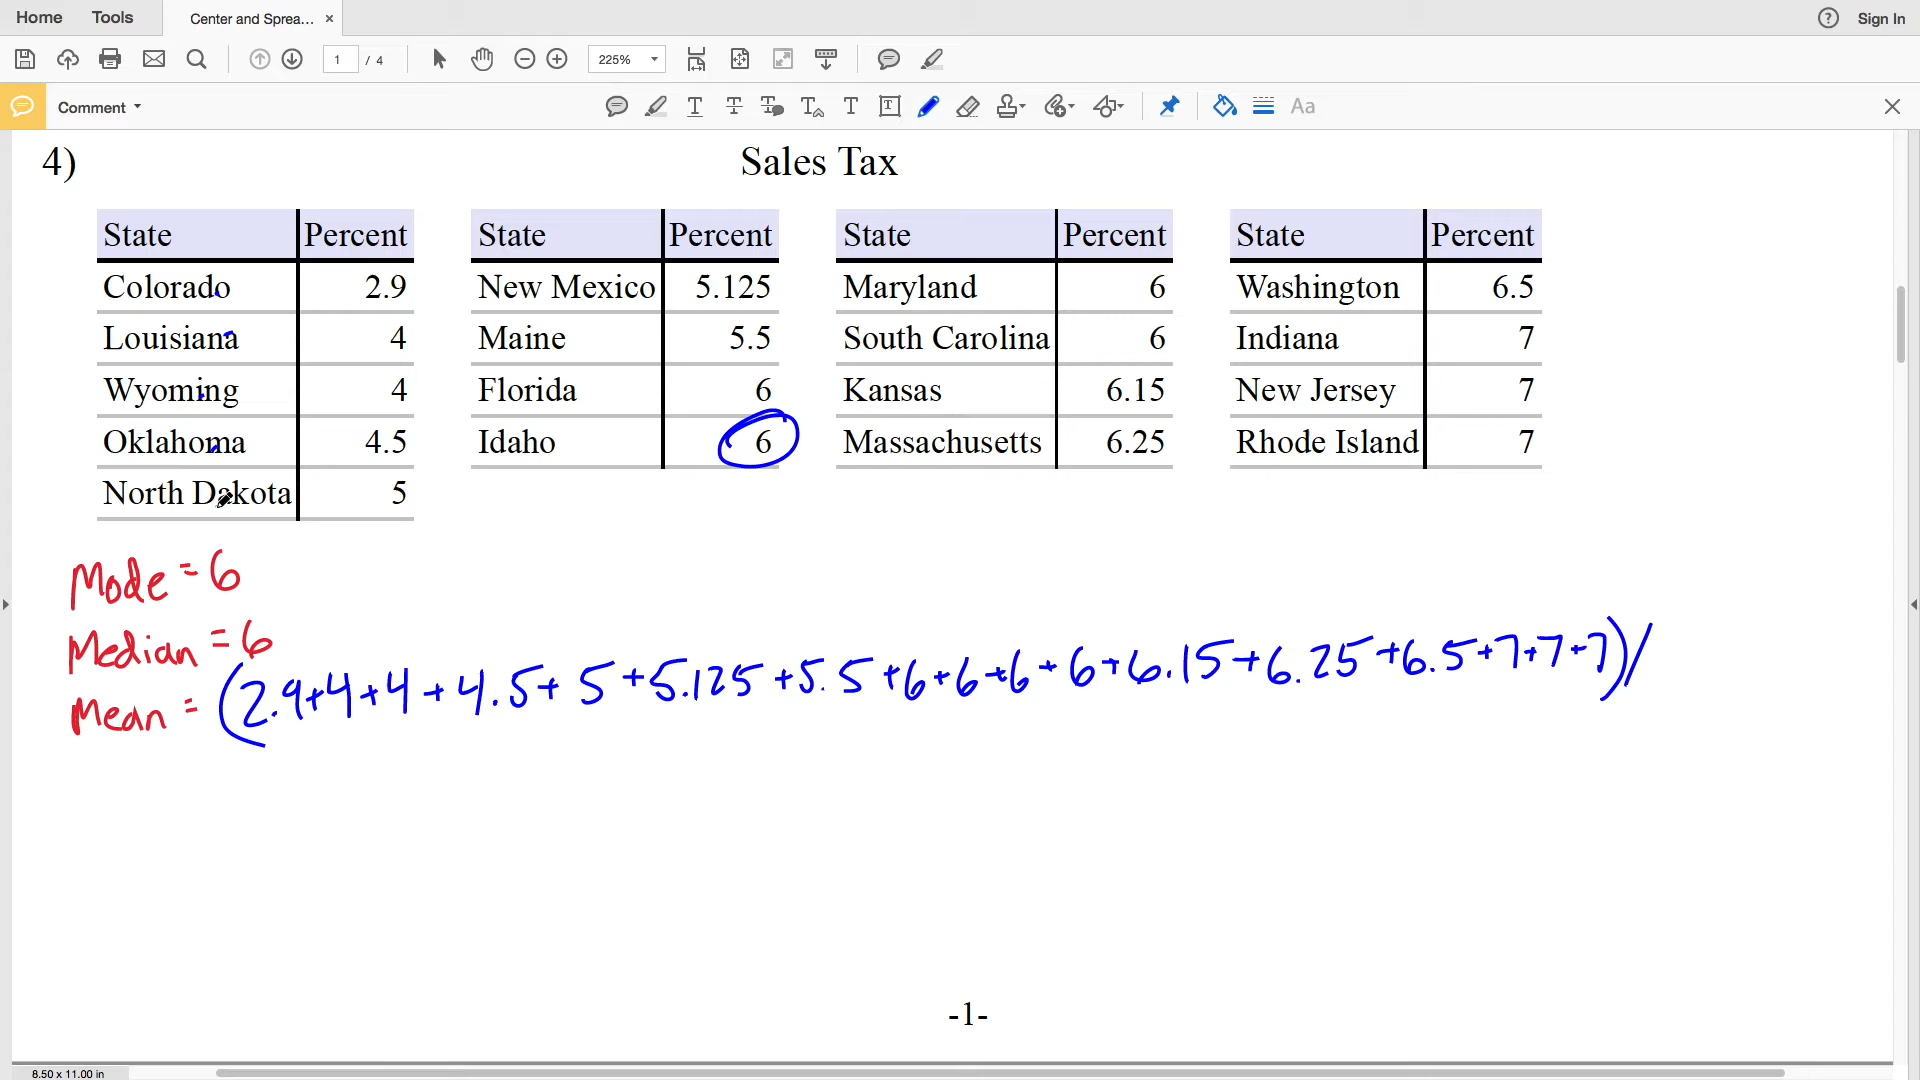 Home Tools Center and Sprea... × Sign In
1 / 4 225%
Comment Aa
4) Sales Tax
State Percent State Percent State Percent State Percent
Colorado 2.9 New Mexico 5.125 Maryland 6 Washington 6.5
Louisiana 4 Maine 5.5 South Carolina 6 Indiana 7
Wyoming 4 Florida 6 Kansas 6.15 New Jersey 7
Oklahoma 4.5 Idaho 6 Massachusetts 6.25 Rhode Island 7
North Dakota 5
Mode = 6
Median = 6
Mean = (2.9+4+4+4.5+5+5.125+5.5+6+6+6+6+6.15+6.25+6.5+7+7+7)/
-1-
8.50 x 11.00 in